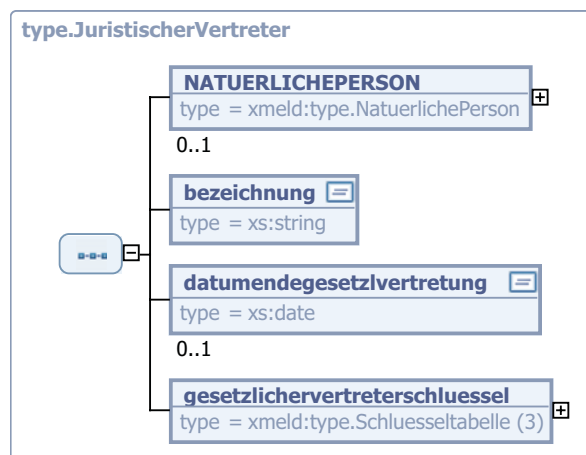 type.JuristischerVertreter
NATUERLICHEPERSON
type = xmeld:type.NatuerlichePerson
0..1
bezeichnung
type = xs:string
datumendegesetzlvertretung
type = xs:date
0..1
gesetzlichervertreterschluessel
type = xmeld:type.Schluesseltabelle (3)